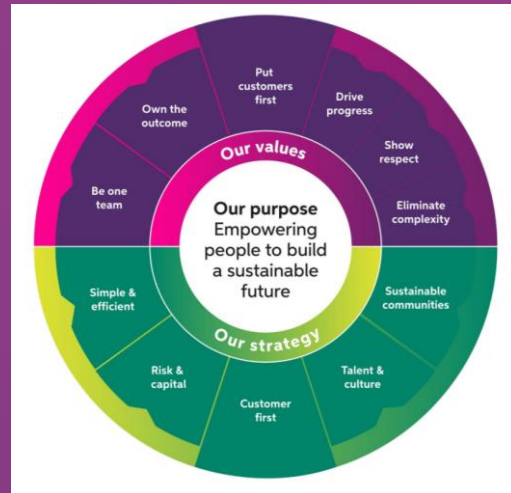 Put
customers
first
Drive
progress
Show
respect
Eliminate
complexity
Own the
outcome
Be one
team
Our values
Our purpose
Empowering
people to build
a sustainable
future
Our strategy
Simple &
efficient
Risk &
capital
Customer
first
Talent &
culture
Sustainable
communities